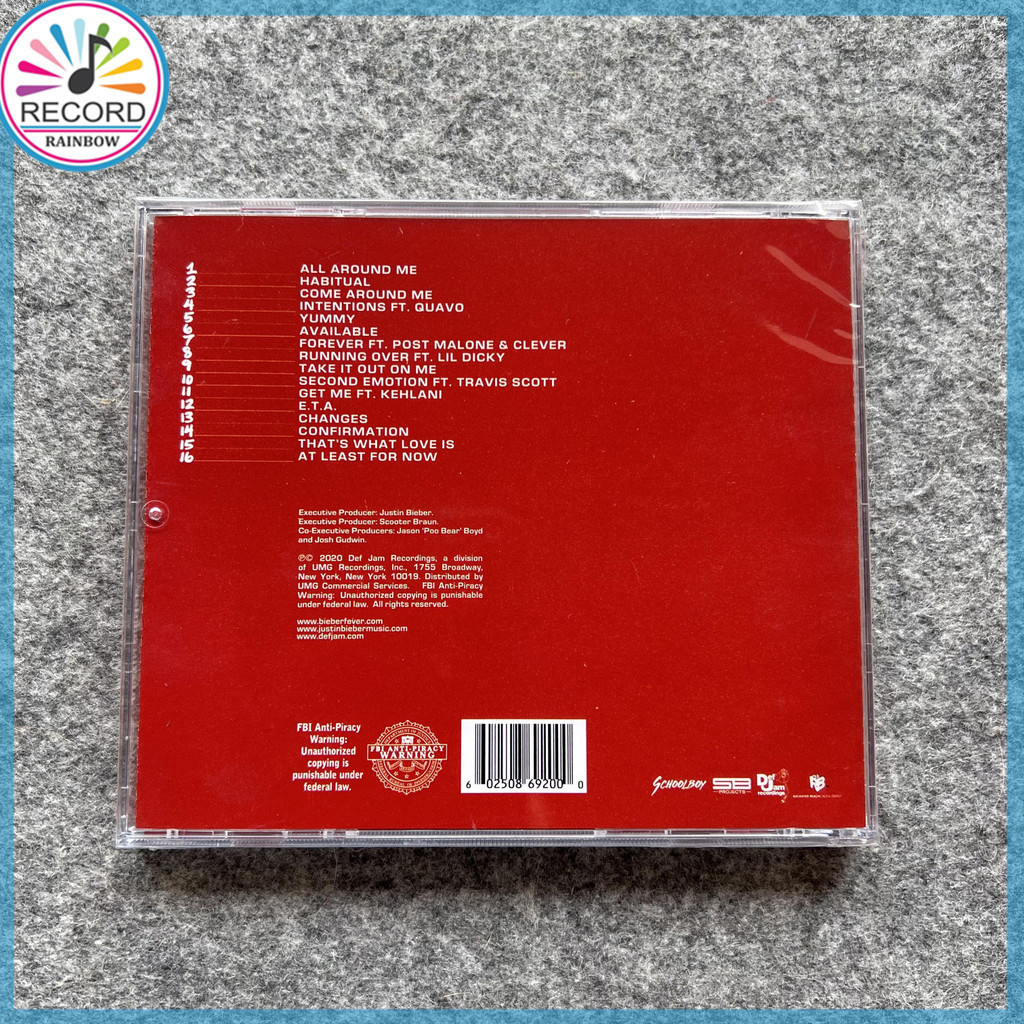 RECORD
RAINBOW
1 ALL AROUND ME
2 HABITUAL
3 COME AROUND ME
4 INTENTIONS FT. QUAVO
5 YUMMY
6 AVAILABLE
7 FOREVER FT. POST MALONE & CLEVER
8 RUNNING OVER FT. LIL DICKY
9 TAKE IT OUT ON ME
10 SECOND EMOTION FT. TRAVIS SCOTT
11 GET ME FT. KEHLANI
12 E.T.A.
13 CHANGES
14 CONFIRMATION
15 THAT'S WHAT LOVE IS
16 AT LEAST FOR NOW
Executive Producer: Justin Bieber.
Executive Producer: Scooter Braun.
Co-Executive Producers: Jason 'Poo Bear' Boyd
and Josh Gudwin.
℗© 2020 Def Jam Recordings, a division
of UMG Recordings, Inc., 1755 Broadway,
New York, New York 10019. Distributed by
UMG Commercial Services. FBI Anti-Piracy
Warning: Unauthorized copying is punishable
under federal law. All rights reserved.
www.bieberfever.com
www.justinbiebermusic.com
www.defjam.com
FBI Anti-Piracy
Warning:
Unauthorized
copying is
punishable under
federal law.
FBI ANTI-PIRACY
WARNING
6 02508 69200 0
SCHOOLBOY
SB
PROJECTS
Def Jam
recordings
RB